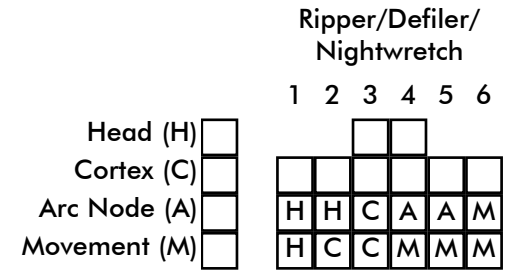 Ripper/Defiler/
Nightwretch
1 2 3 4 5 6
Head (H)
Cortex (C)
Arc Node (A) H H C A A M
Movement (M) H C C M M M